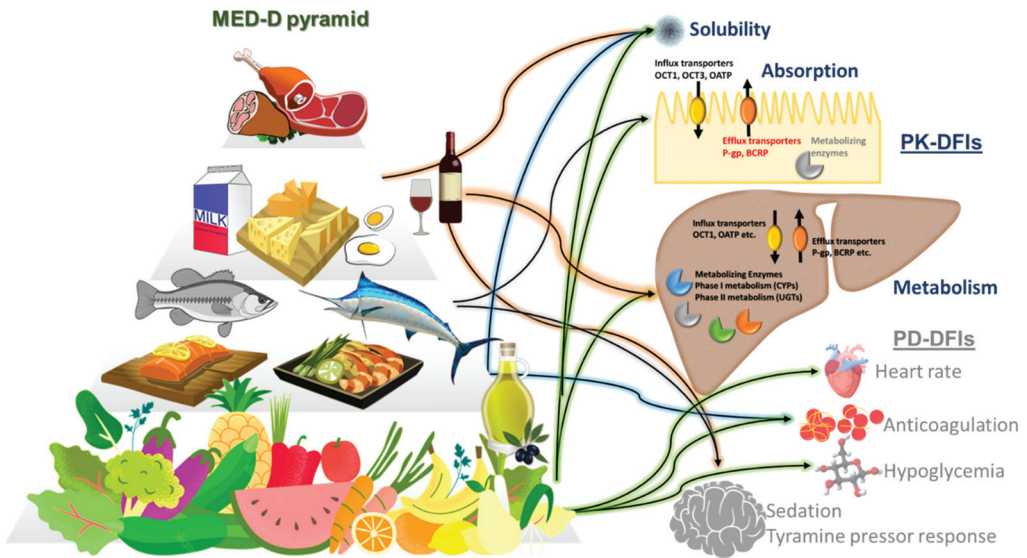 MED-D pyramid
Solubility
Influx transporters
OCT1, OCT3, OATP
Absorption
Efflux transporters
P-gp, BCRP
Metabolizing
enzymes
PK-DFIs
MILK
Influx transporters
OCT1, OATP etc.
Efflux transporters
P-gp, BCRP etc.
Metabolizing Enzymes
Phase I metabolism (CYPs)
Phase II metabolism (UGTs)
Metabolism
PD-DFIs
Heart rate
Anticoagulation
Hypoglycemia
Sedation
Tyramine pressor response